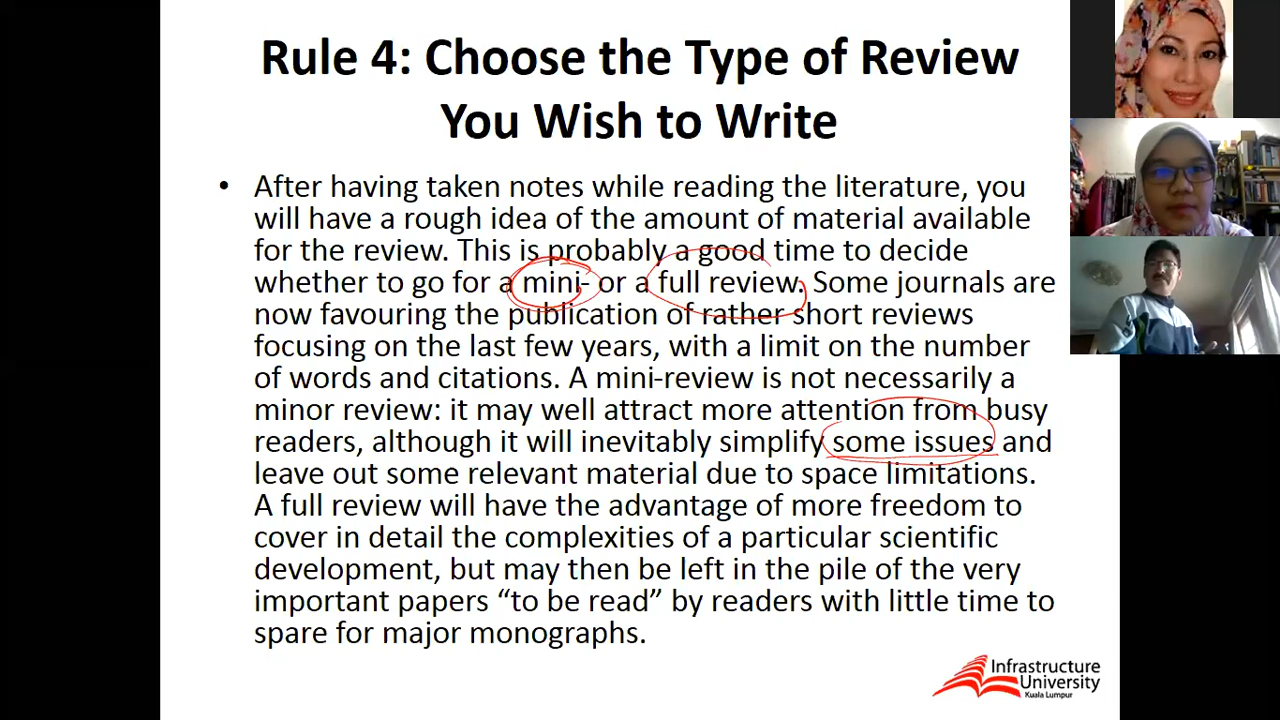 Rule 4: Choose the Type of Review
You Wish to Write
• After having taken notes while reading the literature, you
will have a rough idea of the amount of material available
for the review. This is probably a good time to decide
whether to go for a mini- or a full review. Some journals are
now favouring the publication of rather short reviews
focusing on the last few years, with a limit on the number
of words and citations. A mini-review is not necessarily a
minor review: it may well attract more attention from busy
readers, although it will inevitably simplify some issues and
leave out some relevant material due to space limitations.
A full review will have the advantage of more freedom to
cover in detail the complexities of a particular scientific
development, but may then be left in the pile of the very
important papers “to be read” by readers with little time to
spare for major monographs.
Infrastructure
University
Kuala Lumpur